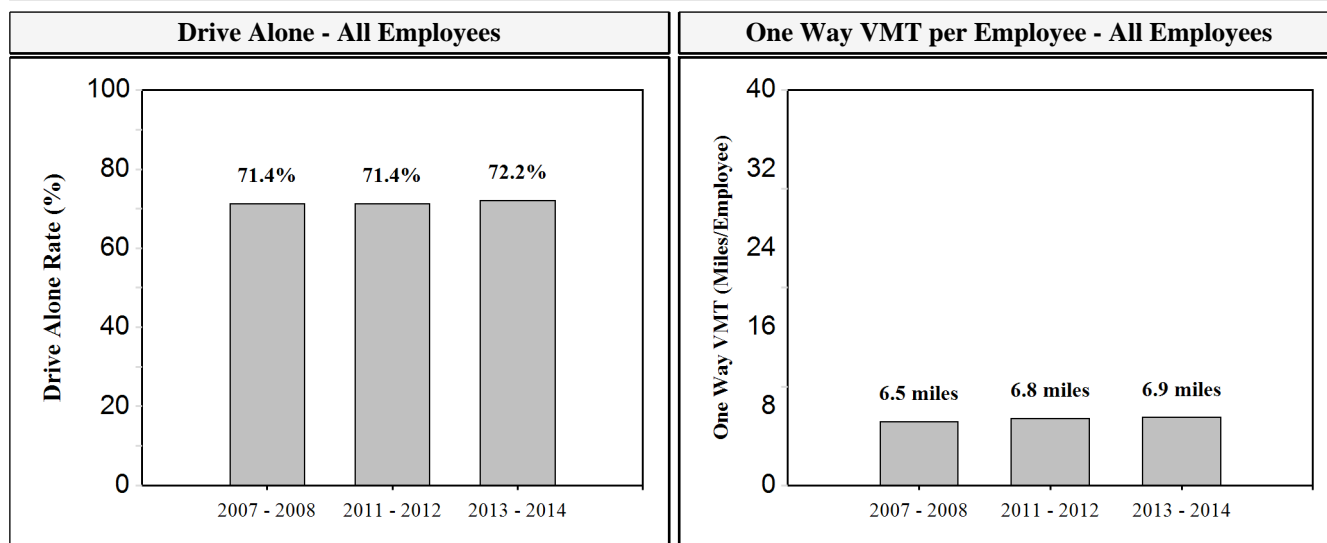 Drive Alone - All Employees
One Way VMT per Employee - All Employees
Drive Alone Rate (%)
100
80
60
40
20
0
71.4%
71.4%
72.2%
2007 - 2008
2011 - 2012
2013 - 2014
One Way VMT (Miles/Employee)
40
32
24
16
8
0
6.5 miles
6.8 miles
6.9 miles
2007 - 2008
2011 - 2012
2013 - 2014